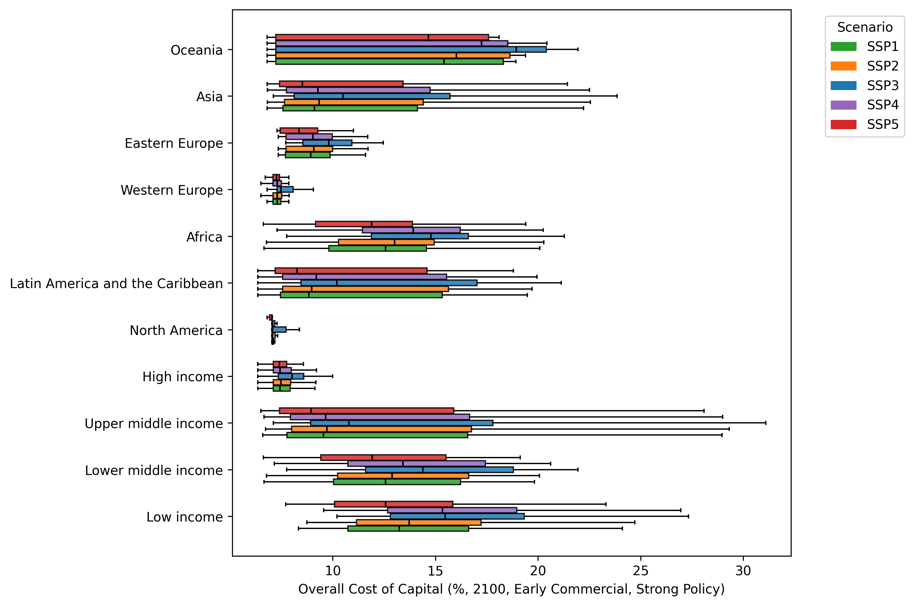 Scenario
SSP1
SSP2
SSP3
SSP4
SSP5
Oceania
Asia
Eastern Europe
Western Europe
Africa
Latin America and the Caribbean
North America
High income
Upper middle income
Lower middle income
Low income
10 15 20 25 30
Overall Cost of Capital (%, 2100, Early Commercial, Strong Policy)